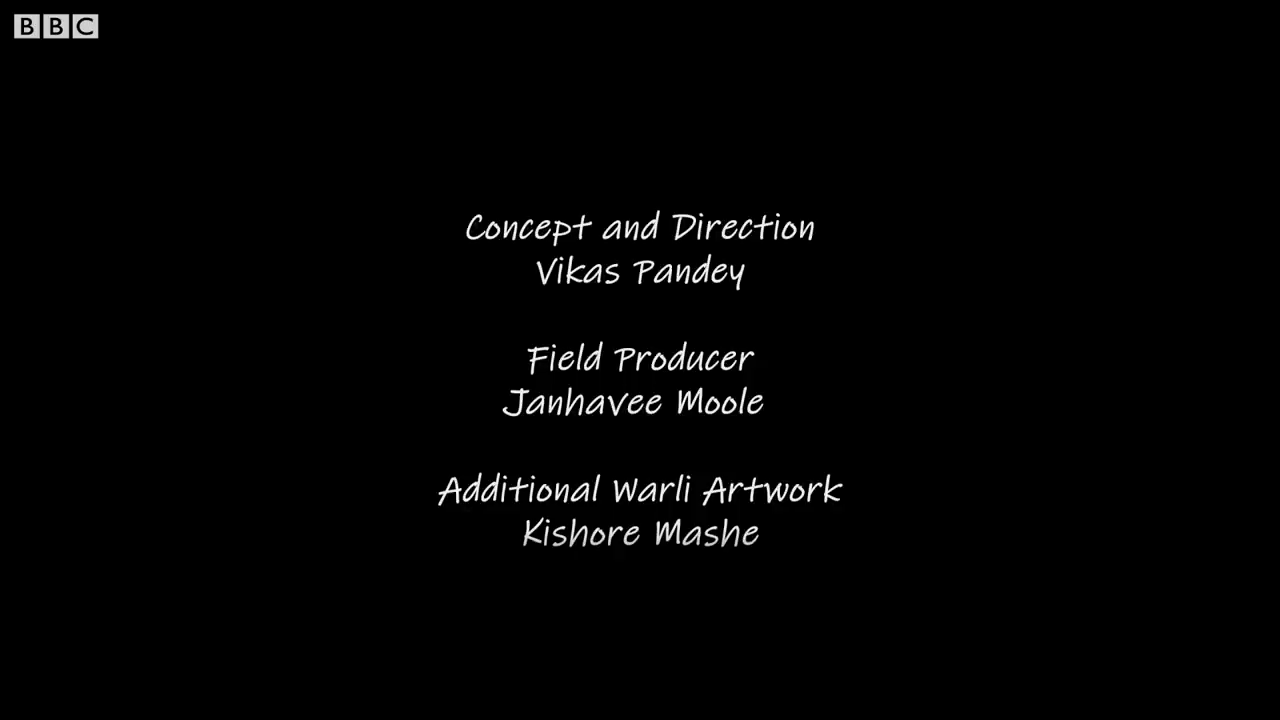 BBC
Concept and Direction
Vikas Pandey
Field Producer
Janhavee Moole
Additional Warli Artwork
Kishore Mashe